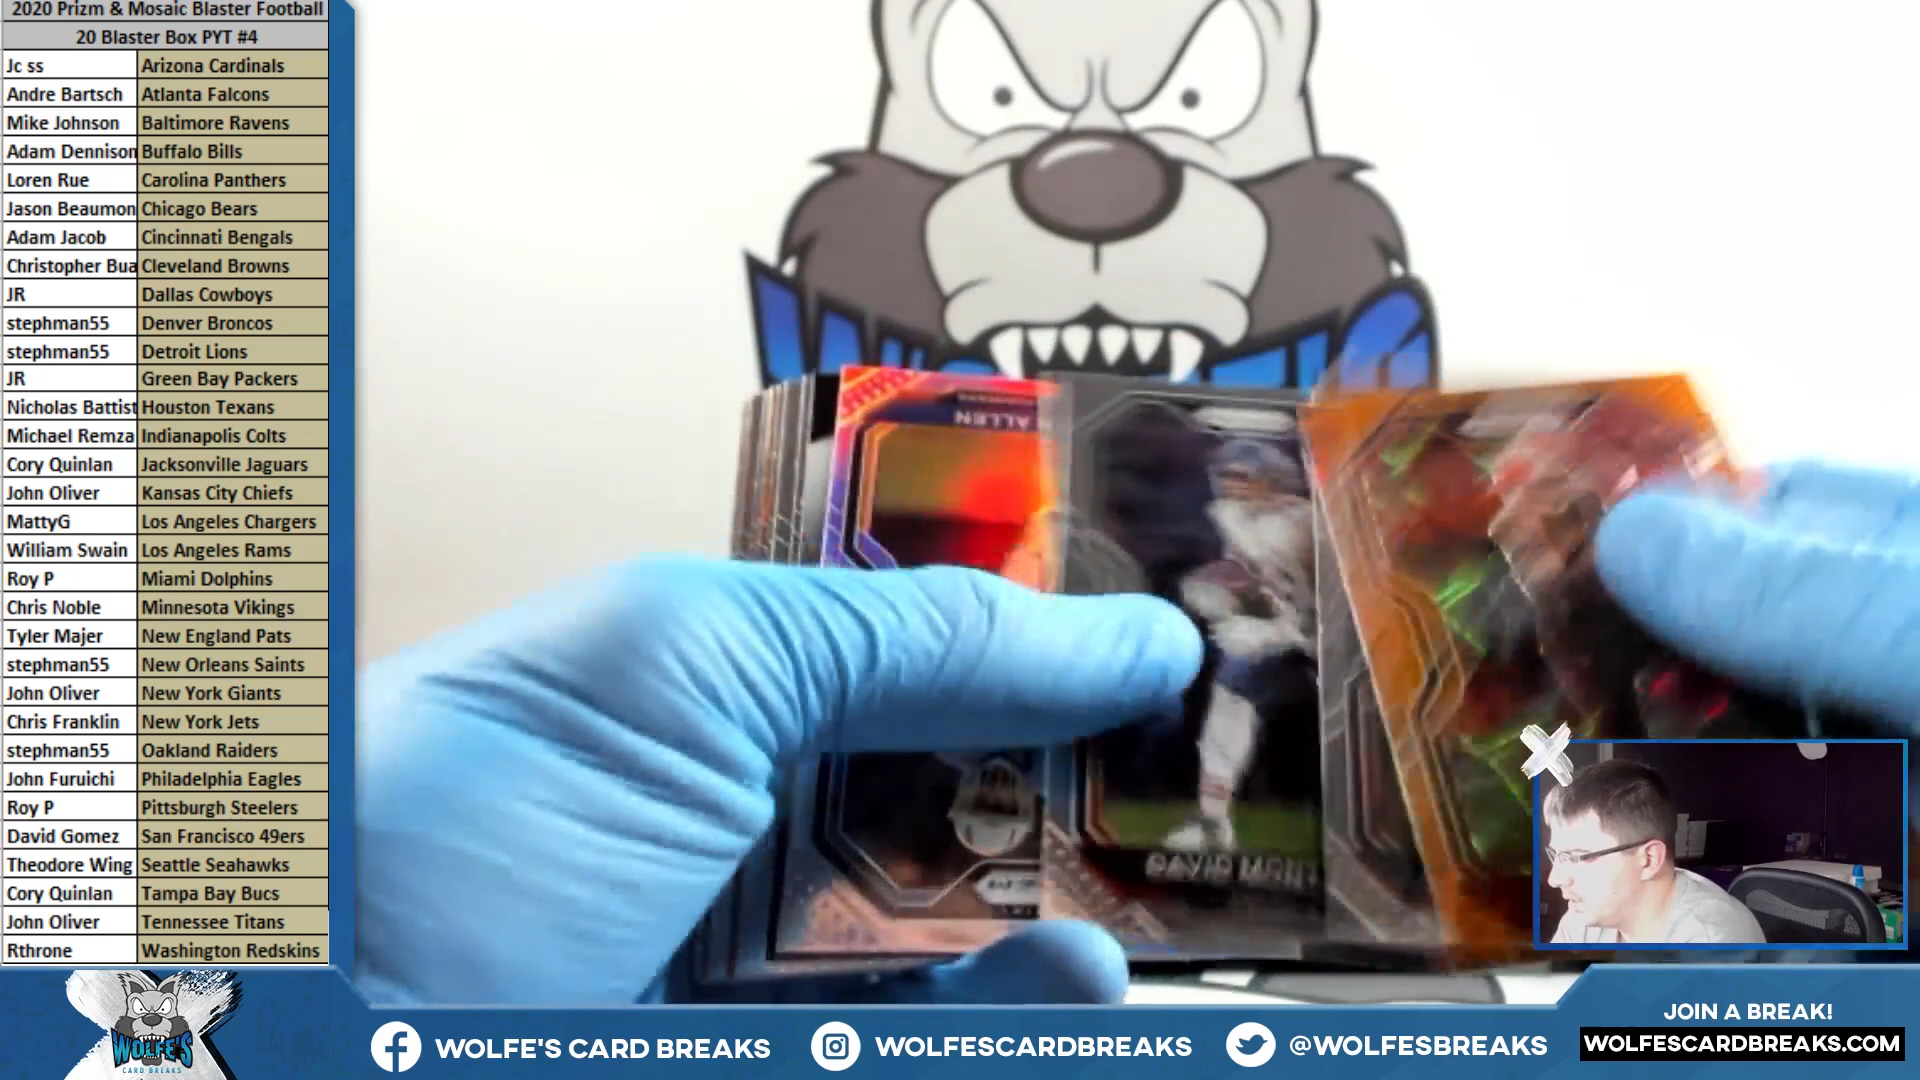 2020 Prizm & Mosaic Blaster Football
20 Blaster Box PYT #4
Jc ss Arizona Cardinals
Andre Bartsch Atlanta Falcons
Mike Johnson Baltimore Ravens
Adam Dennison Buffalo Bills
Loren Rue Carolina Panthers
Jason Beaumon Chicago Bears
Adam Jacob Cincinnati Bengals
Christopher Bua Cleveland Browns
JR Dallas Cowboys
stephman55 Denver Broncos
stephman55 Detroit Lions
JR Green Bay Packers
Nicholas Battist Houston Texans
Michael Remza Indianapolis Colts
Cory Quinlan Jacksonville Jaguars
John Oliver Kansas City Chiefs
MattyG Los Angeles Chargers
William Swain Los Angeles Rams
Roy P Miami Dolphins
Chris Noble Minnesota Vikings
Tyler Majer New England Pats
stephman55 New Orleans Saints
John Oliver New York Giants
Chris Franklin New York Jets
stephman55 Oakland Raiders
John Furuichi Philadelphia Eagles
Roy P Pittsburgh Steelers
David Gomez San Francisco 49ers
Theodore Wing Seattle Seahawks
Cory Quinlan Tampa Bay Bucs
John Oliver Tennessee Titans
Rthrone Washington Redskins
ALLEN
DAVID MONT
WOLFE'S
CARD BREAKS
WOLFE'S CARD BREAKS
WOLFESCARDBREAKS
@WOLFESBREAKS
JOIN A BREAK!
WOLFESCARDBREAKS.COM